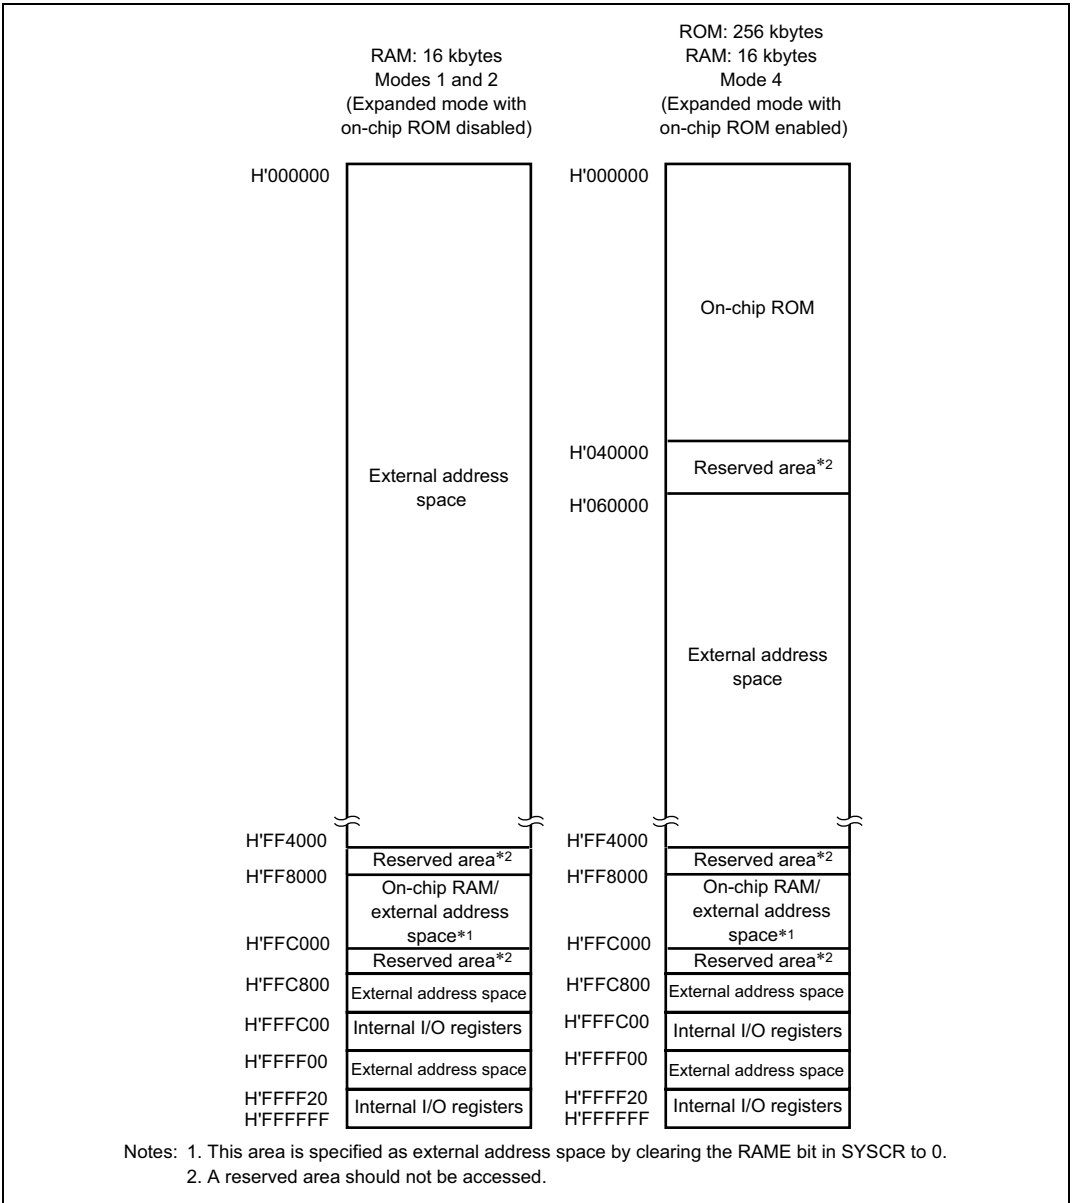 RAM: 16 kbytes
Modes 1 and 2
(Expanded mode with
on-chip ROM disabled)
H'000000
External address
space
H'FF4000
Reserved area*2
H'FF8000
On-chip RAM/
external address
space*1
H'FFC000
Reserved area*2
H'FFC800
External address space
H'FFFC00
Internal I/O registers
H'FFFF00
External address space
H'FFFF20
Internal I/O registers
H'FFFFFF
ROM: 256 kbytes
RAM: 16 kbytes
Mode 4
(Expanded mode with
on-chip ROM enabled)
H'000000
On-chip ROM
H'040000
Reserved area*2
H'060000
External address
space
H'FF4000
Reserved area*2
H'FF8000
On-chip RAM/
external address
space*1
H'FFC000
Reserved area*2
H'FFC800
External address space
H'FFFC00
Internal I/O registers
H'FFFF00
External address space
H'FFFF20
Internal I/O registers
H'FFFFFF
Notes: 1. This area is specified as external address space by clearing the RAME bit in SYSCR to 0.
2. A reserved area should not be accessed.